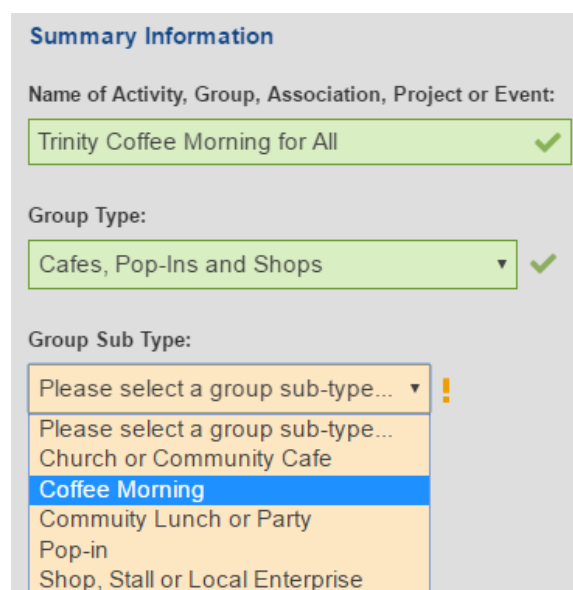 Summary Information
Name of Activity, Group, Association, Project or Event:
Trinity Coffee Morning for All
Group Type:
Cafes, Pop-Ins and Shops
Group Sub Type:
Please select a group sub-type...
Please select a group sub-type...
Church or Community Cafe
Coffee Morning
Commuity Lunch or Party
Pop-in
Shop, Stall or Local Enterprise